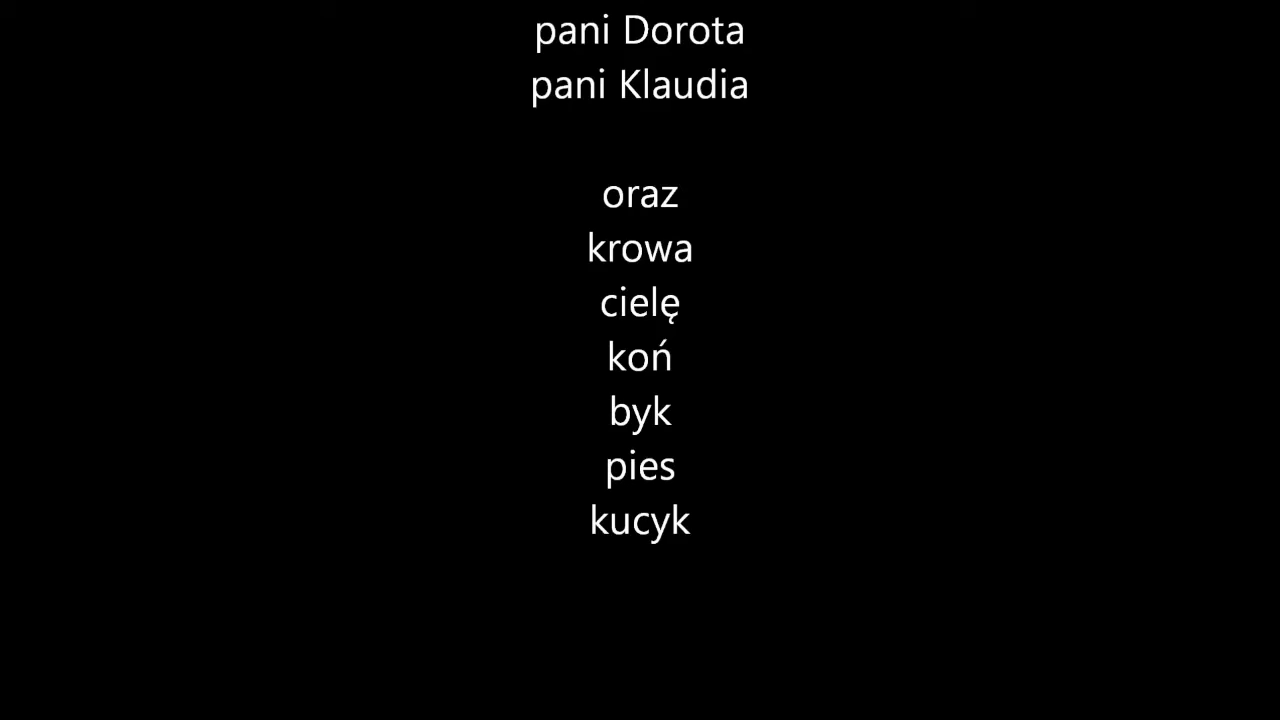 pani Dorota
pani Klaudia
oraz
krowa
cielę
koń
byk
pies
kucyk